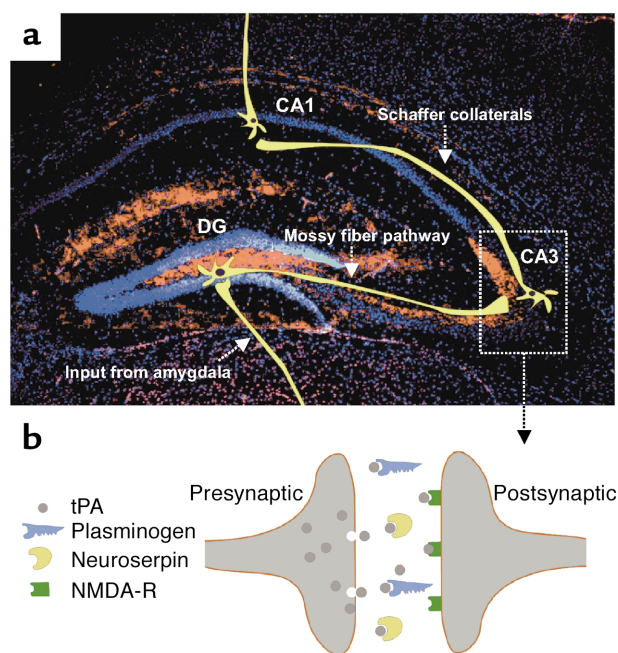 a
CA1
Schaffer collaterals
DG
Mossy fiber pathway
CA3
Input from amygdala
b
tPA
Plasminogen
Neuroserpin
NMDA-R
Presynaptic
Postsynaptic